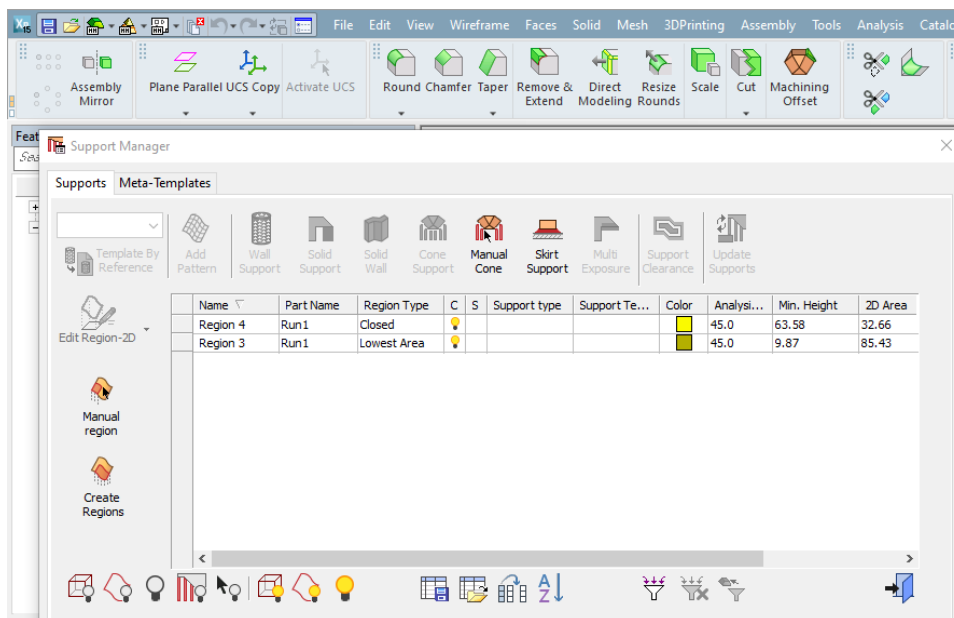 File Edit View Wireframe Faces Solid Mesh 3DPrinting Assembly Tools Analysis Catalo
Assembly Mirror
Plane Parallel UCS Copy Activate UCS
Round Chamfer Taper Remove & Extend Direct Modeling Resize Rounds Scale Cut Machining Offset
Feat
Support Manager
Sea
Supports Meta-Templates
Template By Reference
Add Pattern
Wall Support
Solid Support
Solid Wall
Cone Support
Manual Cone
Skirt Support
Multi Exposure
Support Clearance
Update Supports
Name Part Name Region Type C S Support type Support Te... Color Analysi... Min. Height 2D Area
Region 4 Run1 Closed 45.0 63.58 32.66
Region 3 Run1 Lowest Area 45.0 9.87 85.43
Edit Region-2D
Manual region
Create Regions